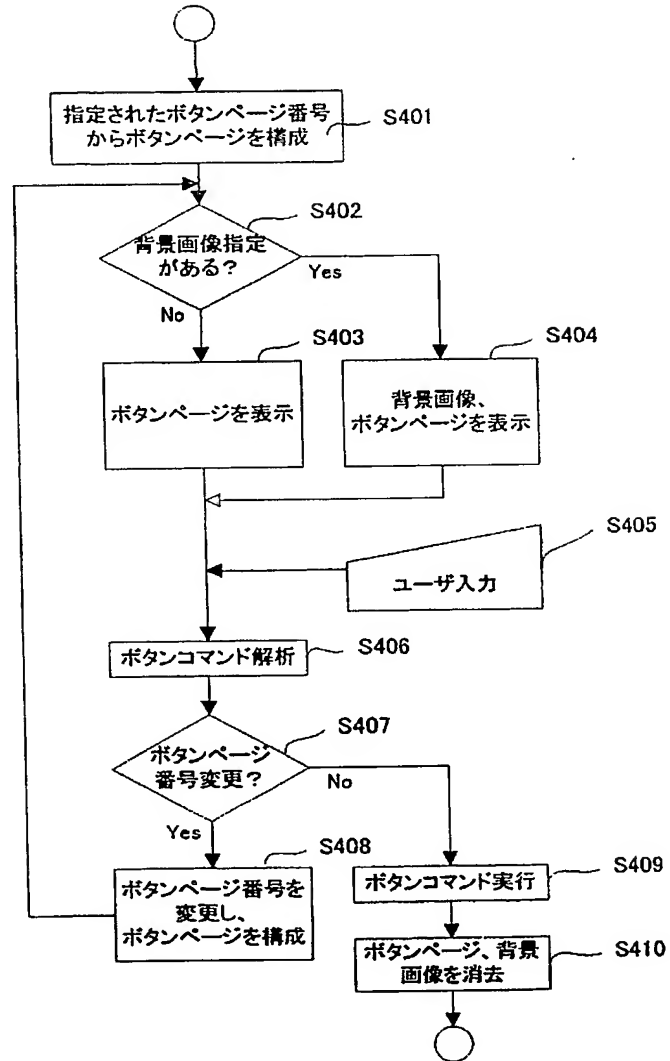 指定されたボタンページ番号
からボタンページを構成
S401
S402
背景画像指定
がある?
Yes
No
S403
S404
ボタンページを表示
背景画像、
ボタンページを表示
S405
ユーザ入力
ボタンコマンド解析
S406
S407
ボタンページ
番号変更?
No
Yes
S408
S409
ボタンページ番号を
変更し、
ボタンページを構成
ボタンコマンド実行
ボタンページ、背景
画像を消去
S410